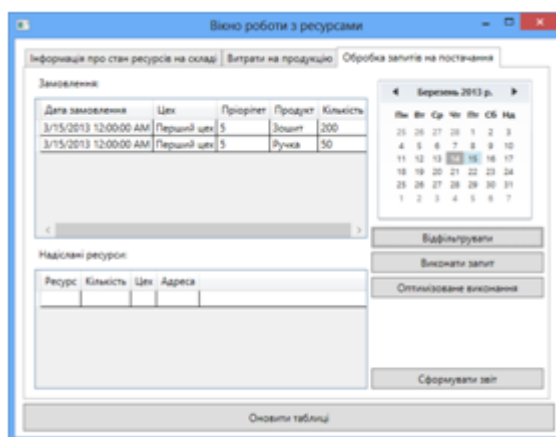 Вікно роботи з ресурсами
Інформація про стан ресурсів на складі Витрати на продукцію Обробка запитів на постачання
Замовлення:
Дата замовлення Цех Пріорітет Продукт Кількість
3/15/2013 12:00:00 AM Перший цех 5 Зошит 200
3/15/2013 12:00:00 AM Перший цех 5 Ручка 50
Березень 2013 р.
Пн Вт Ср Чт Пт Сб Нд
25 26 27 28 1 2 3
4 5 6 7 8 9 10
11 12 13 14 15 16 17
18 19 20 21 22 23 24
25 26 27 28 29 30 31
1 2 3 4 5 6 7
Відфільтрувати
Виконати запит
Оптимізоване виконання
Надіслані ресурси:
Ресурс Кількість Цех Адреса
Сформувати звіт
Оновити таблиці